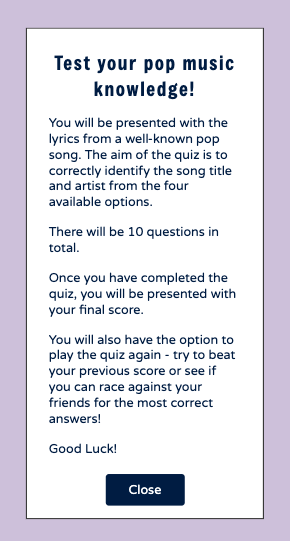 Test your pop music
knowledge!
You will be presented with the
lyrics from a well-known pop
song. The aim of the quiz is to
correctly identify the song title
and artist from the four
available options.
There will be 10 questions in
total.
Once you have completed the
quiz, you will be presented with
your final score.
You will also have the option to
play the quiz again - try to beat
your previous score or see if
you can race against your
friends for the most correct
answers!
Good Luck!
Close